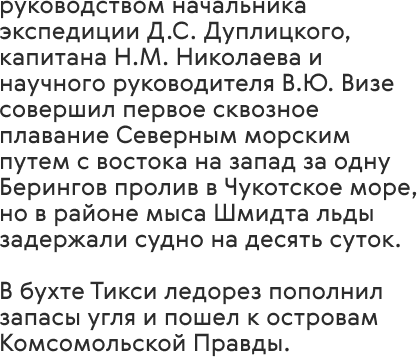 руководством начальника
экспедиции Д.С. Дуплицкого,
капитана Н.М. Николаева и
научного руководителя В.Ю. Визе
совершил первое сквозное
плавание Северным морским
путем с востока на запад за одну
Берингов пролив в Чукотское море,
но в районе мыса Шмидта льды
задержали судно на десять суток.
В бухте Тикси ледорез пополнил
запасы угля и пошел к островам
Комсомольской Правды.